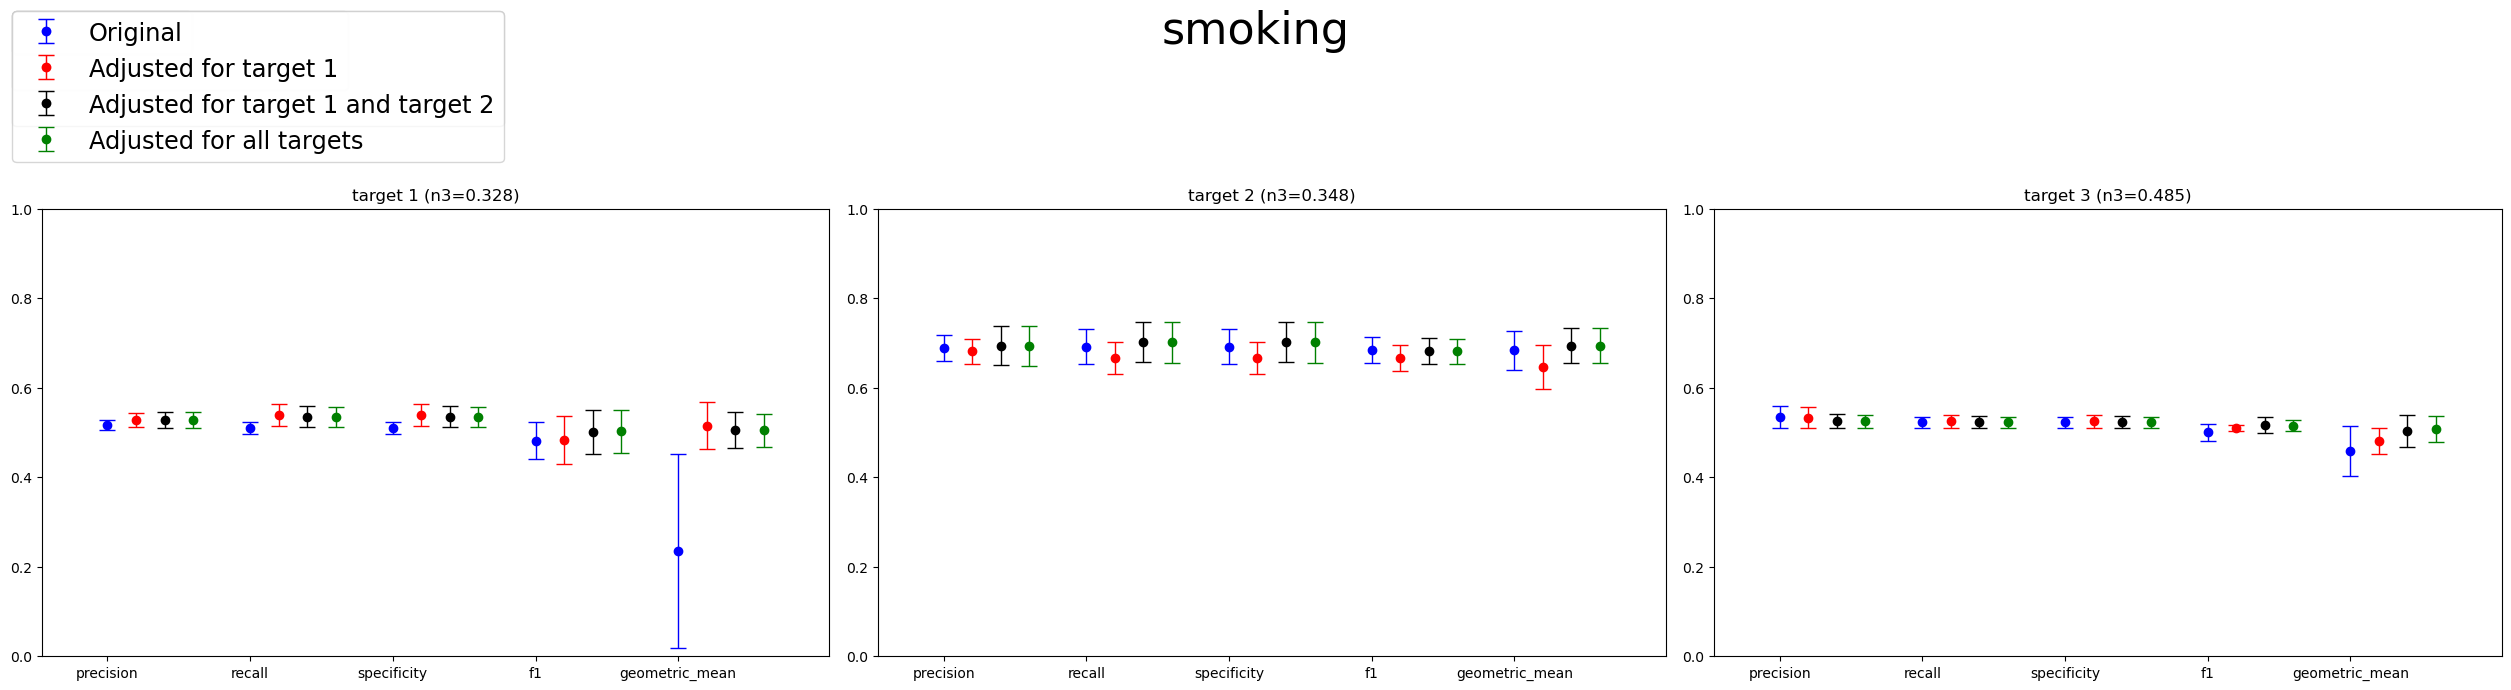 smoking
Original
Adjusted for target 1
Adjusted for target 1 and target 2
Adjusted for all targets
target 1 (n3=0.328)
1.0
0.8
0.6
0.4
0.2
0.0
precision recall specificity f1 geometric_mean
target 2 (n3=0.348)
1.0
0.8
0.6
0.4
0.2
0.0
precision recall specificity f1 geometric_mean
target 3 (n3=0.485)
1.0
0.8
0.6
0.4
0.2
0.0
precision recall specificity f1 geometric_mean